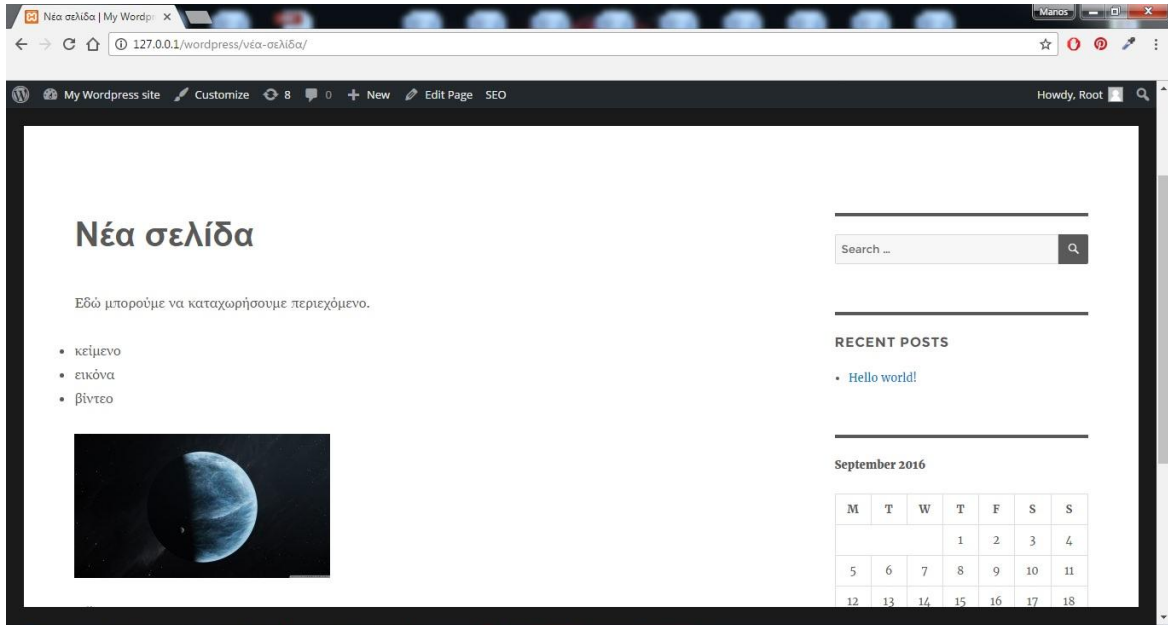 Νέα σελίδα | My Wordp
Manos
127.0.0.1/wordpress/νέα-σελίδα/
My Wordpress site Customize 8 0 New Edit Page SEO
Howdy, Root
Νέα σελίδα
Εδώ μπορούμε να καταχωρήσουμε περιεχόμενο.
κείμενο
εικόνα
βίντεο
Search ...
RECENT POSTS
Hello world!
September 2016
M T W T F S S
1 2 3 4
5 6 7 8 9 10 11
12 13 14 15 16 17 18